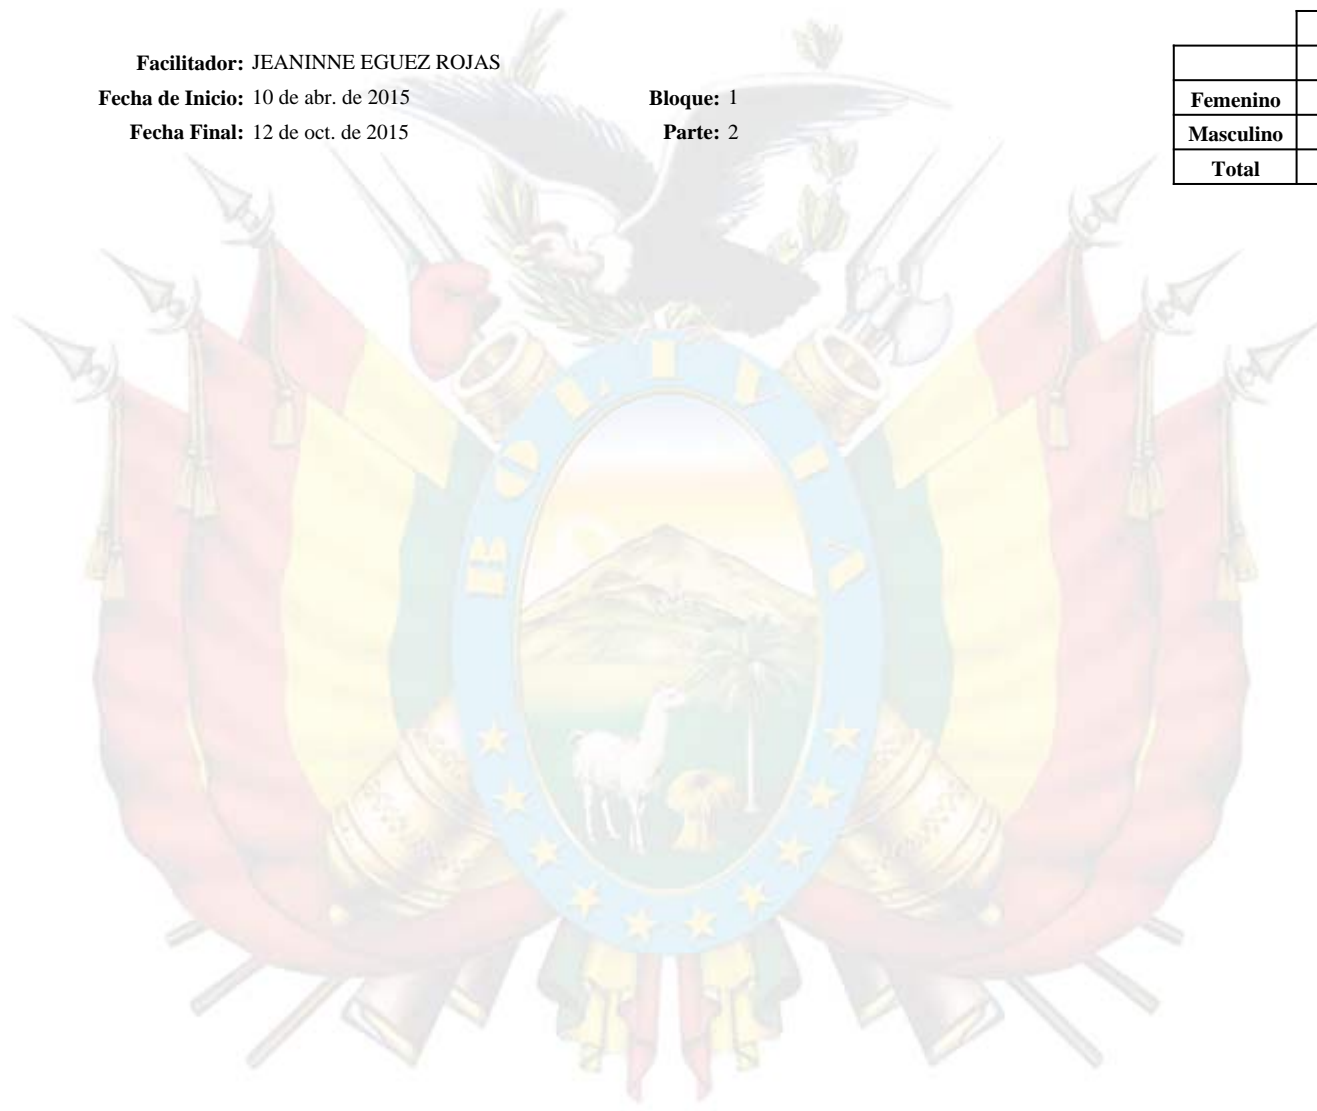 Facilitador: JEANINNE EGUEZ ROJAS
Fecha de Inicio: 10 de abr. de 2015 Bloque: 1
Fecha Final: 12 de oct. de 2015 Parte: 2
Femenino
Masculino
Total
BOLIVIA